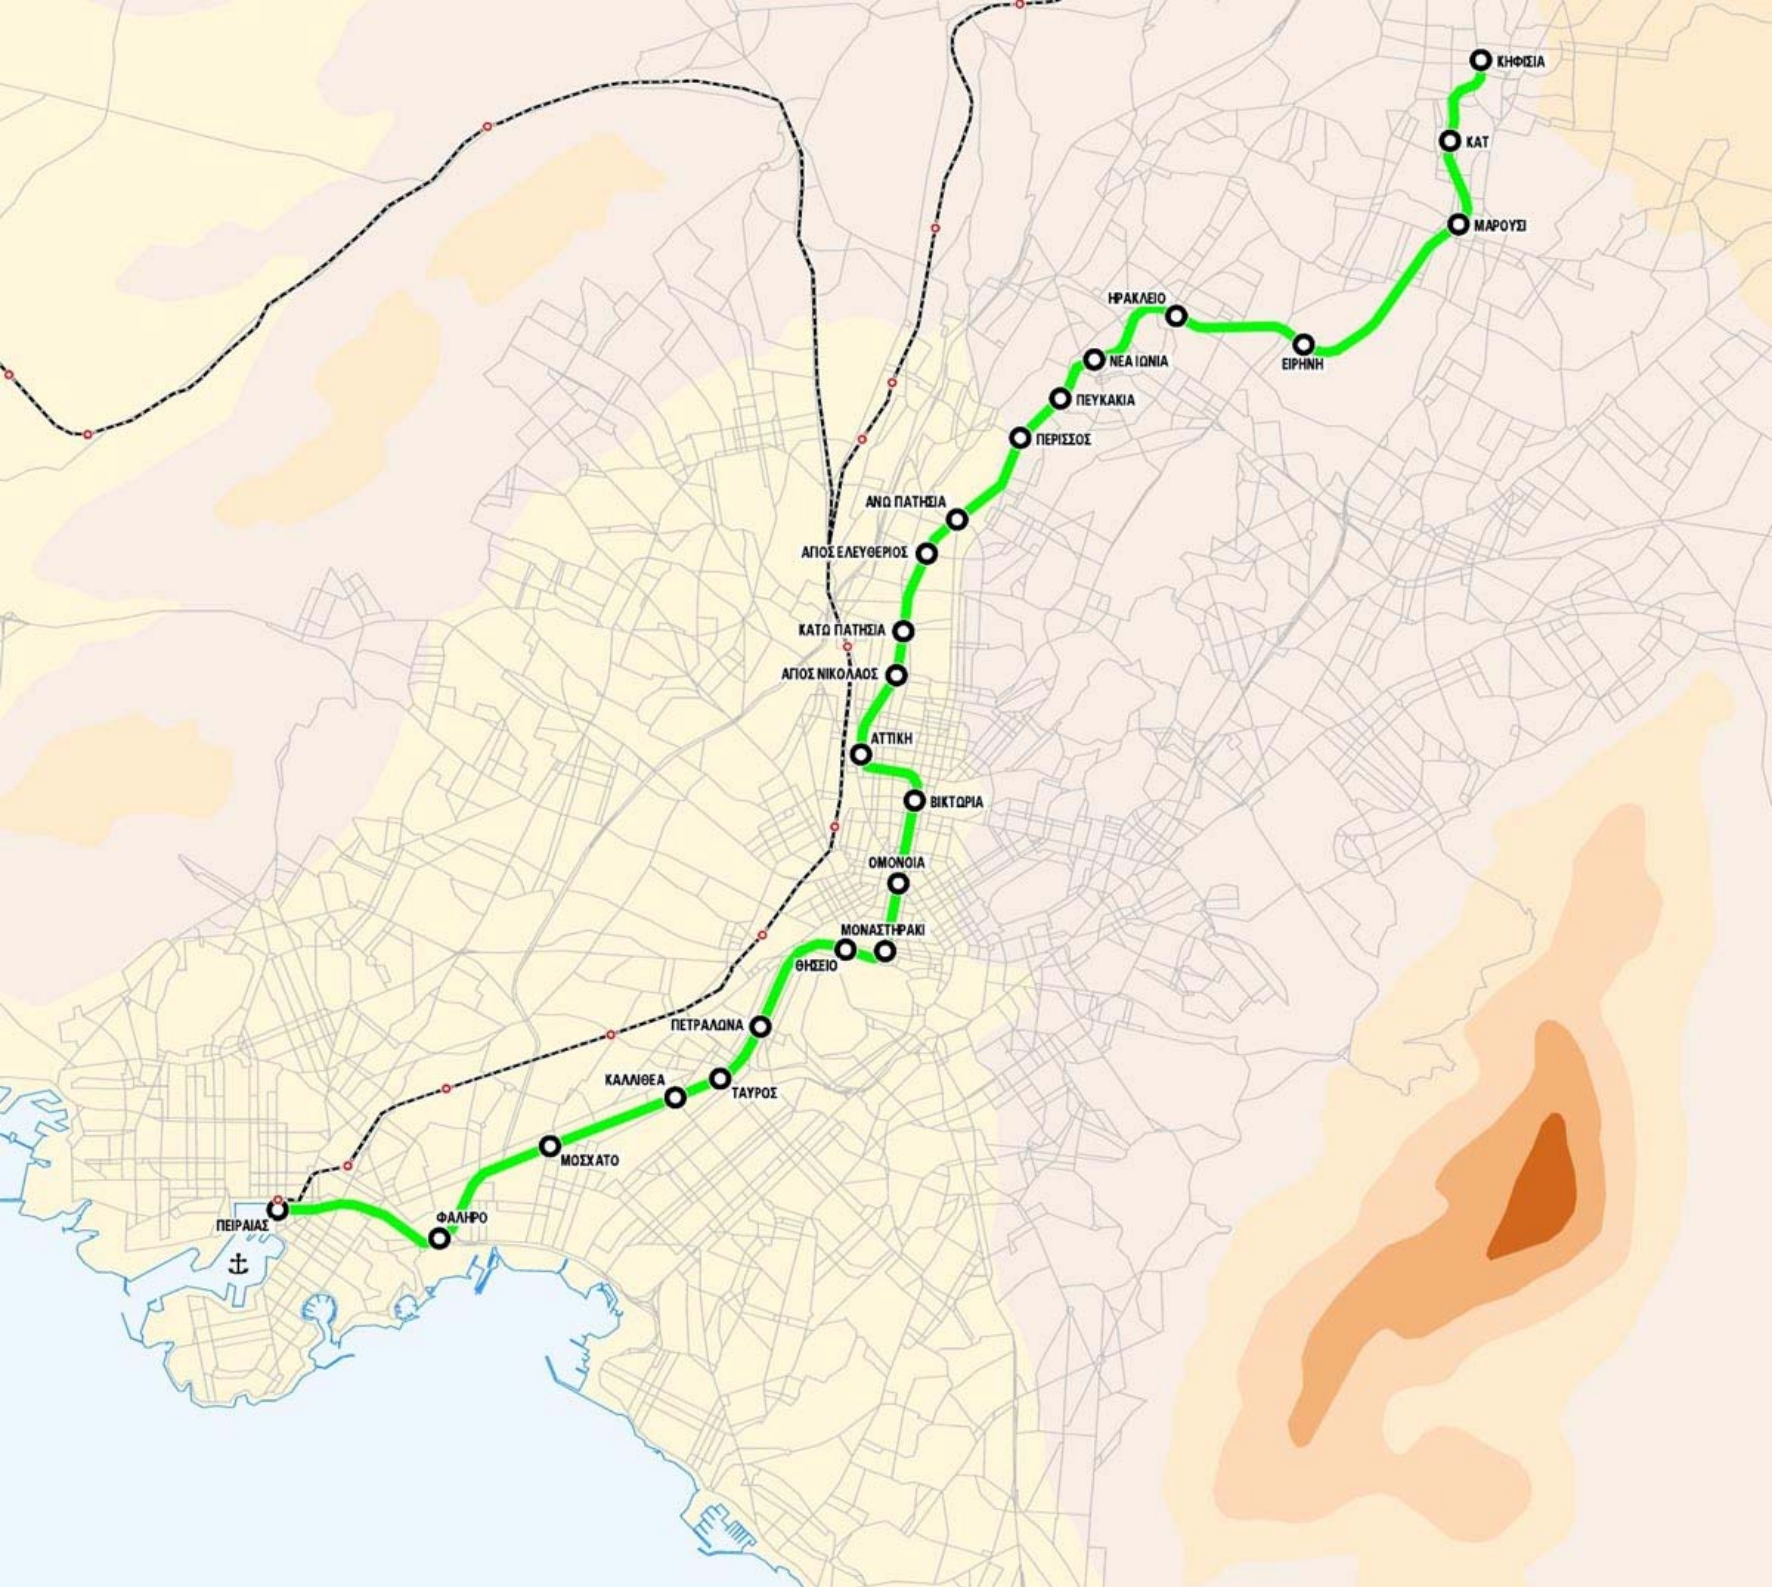 ΚΗΦΙΣΙΑ
ΚΑΤ
ΜΑΡΟΥΣΙ
ΗΡΑΚΛΕΙΟ
ΕΙΡΗΝΗ
ΝΕΑ ΙΩΝΙΑ
ΠΕΥΚΑΚΙΑ
ΠΕΡΙΣΣΟΣ
ΑΝΩ ΠΑΤΗΣΙΑ
ΑΓΙΟΣ ΕΛΕΥΘΕΡΙΟΣ
ΚΑΤΩ ΠΑΤΗΣΙΑ
ΑΓΙΟΣ ΝΙΚΟΛΑΟΣ
ΑΤΤΙΚΗ
ΒΙΚΤΩΡΙΑ
ΟΜΟΝΟΙΑ
ΜΟΝΑΣΤΗΡΑΚΙ
ΘΗΣΕΙΟ
ΠΕΤΡΑΛΩΝΑ
ΚΑΛΛΙΘΕΑ
ΤΑΥΡΟΣ
ΜΟΣΧΑΤΟ
ΦΑΛΗΡΟ
ΠΕΙΡΑΙΑΣ